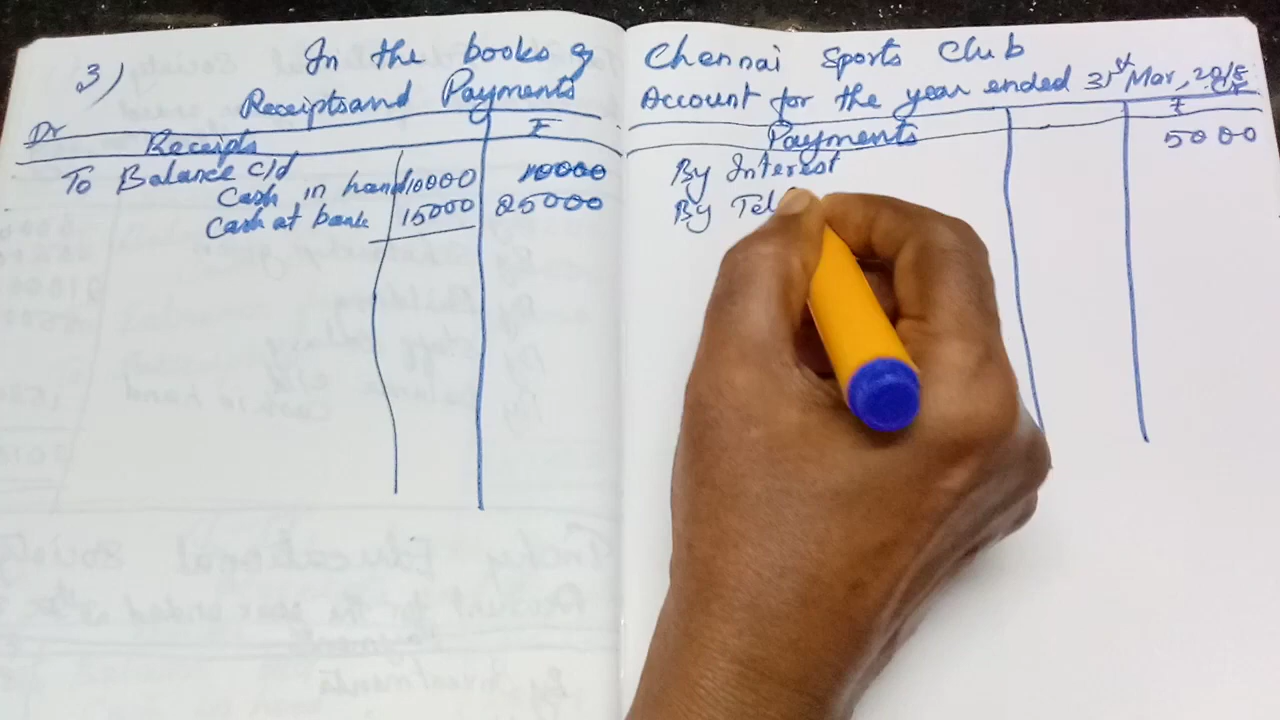 3)
In the books of Chennai Sports Club
Receipts and Payments Account for the year ended 31st Mar,
Dr Receipts ₹ Payments ₹
To Balance c/d
Cash in hand 10000 10000
Cash at bank 15000 25000
By Interest 5000
By Tel